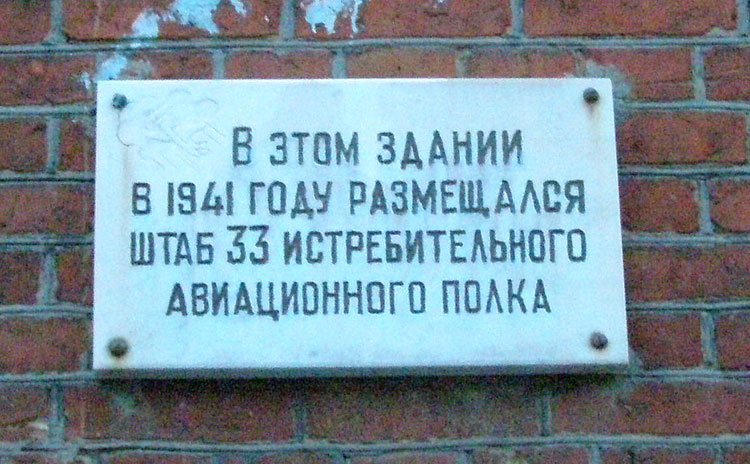 В ЭТОМ ЗДАНИИ
В 1941 ГОДУ РАЗМЕЩАЛСЯ
ШТАБ 33 ИСТРЕБИТЕЛЬНОГО
АВИАЦИОННОГО ПОЛКА